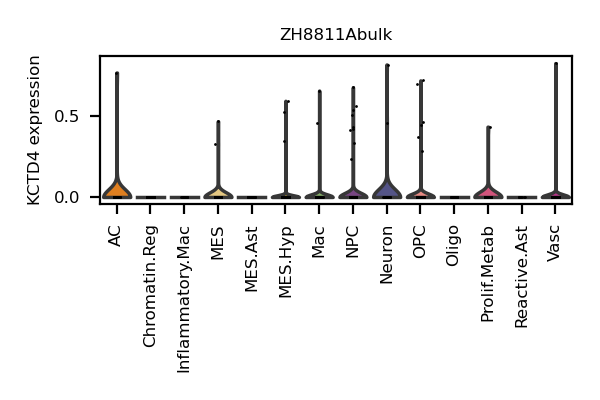 ZH8811Abulk
KCTD4 expression
0.5
0.0
AC
Chromatin.Reg
Inflammatory.Mac
MES
MES.Ast
MES.Hyp
Mac
NPC
Neuron
OPC
Oligo
Prolif.Metab
Reactive.Ast
Vasc